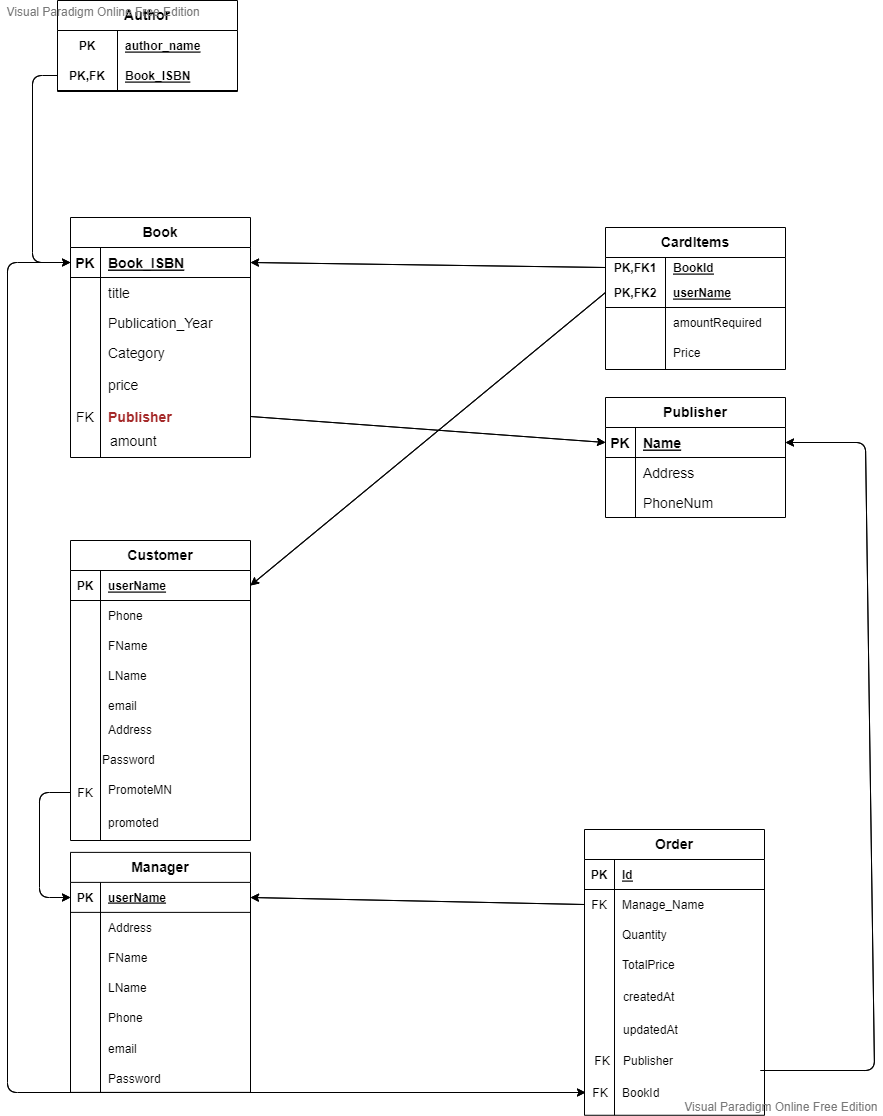 Visual Paradigm Online Free Edition
Author
PK author_name
PK,FK Book_ISBN
Book
PK Book_ISBN
title
Publication_Year
Category
price
FK Publisher
amount
CardItems
PK,FK1 BookId
PK,FK2 userName
amountRequired
Price
Publisher
PK Name
Address
PhoneNum
Customer
PK userName
Phone
FName
LName
email
Address
Password
FK PromoteMN
promoted
Manager
PK userName
Address
FName
LName
Phone
email
Password
Order
PK Id
FK Manage_Name
Quantity
TotalPrice
createdAt
updatedAt
FK Publisher
FK BookId
Visual Paradigm Online Free Edition